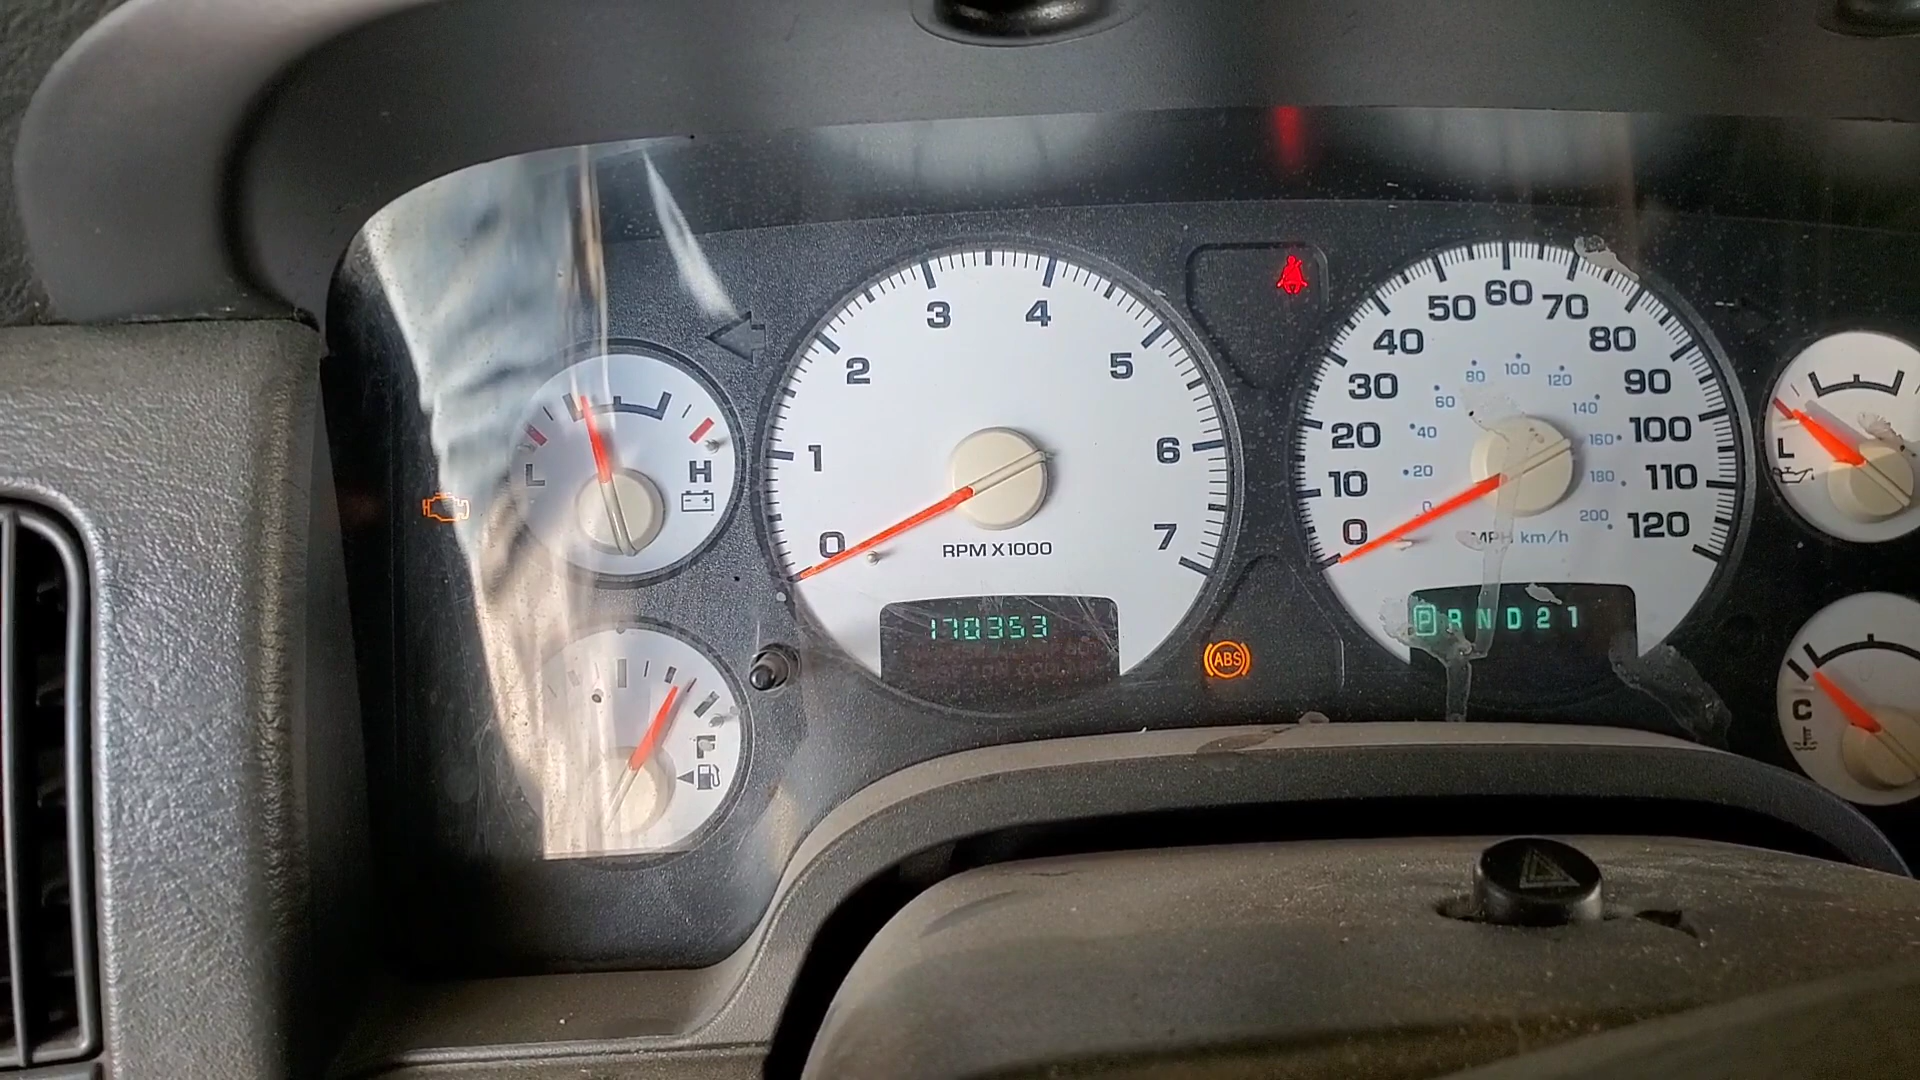 3 4
2 5
1 6
0 7
RPM X1000
170353
L H
F
ABS
50 60 70
40 80
30 90
20 100
10 110
0 120
80 100 120
60 140
40 160
20 180
0 200
MPH km/h
P R N D 2 1
L
C